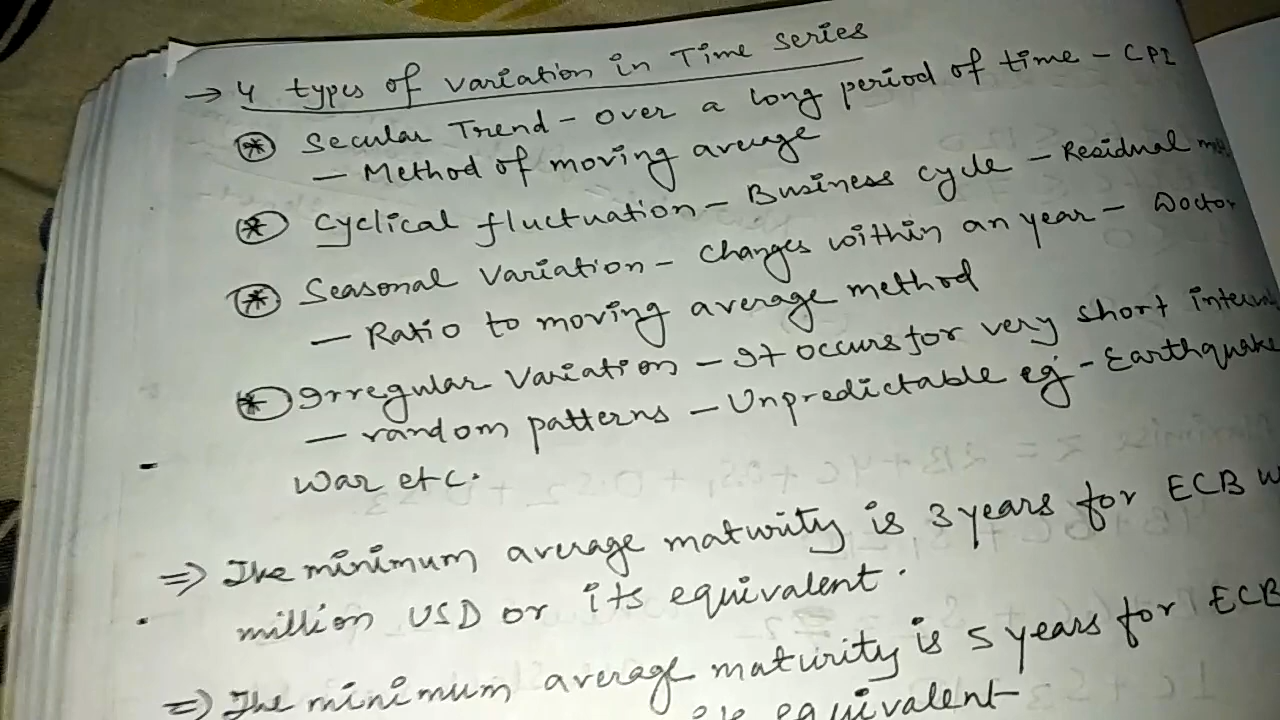 → 4 types of variation in Time series
Secular Trend - over a long period of time - CPI
- Method of moving average
Cyclical fluctuation - Business cycle - Residual
Seasonal Variation - changes within an year - Doctor
- Ratio to moving average method
Irregular Variation - It occurs for very short interval
- random patterns - Unpredictable eg - Earthquake
war etc.
⇒ The minimum average maturity is 3 years for ECB
million USD or its equivalent.
⇒ The minimum average maturity is 5 years for ECB
equivalent